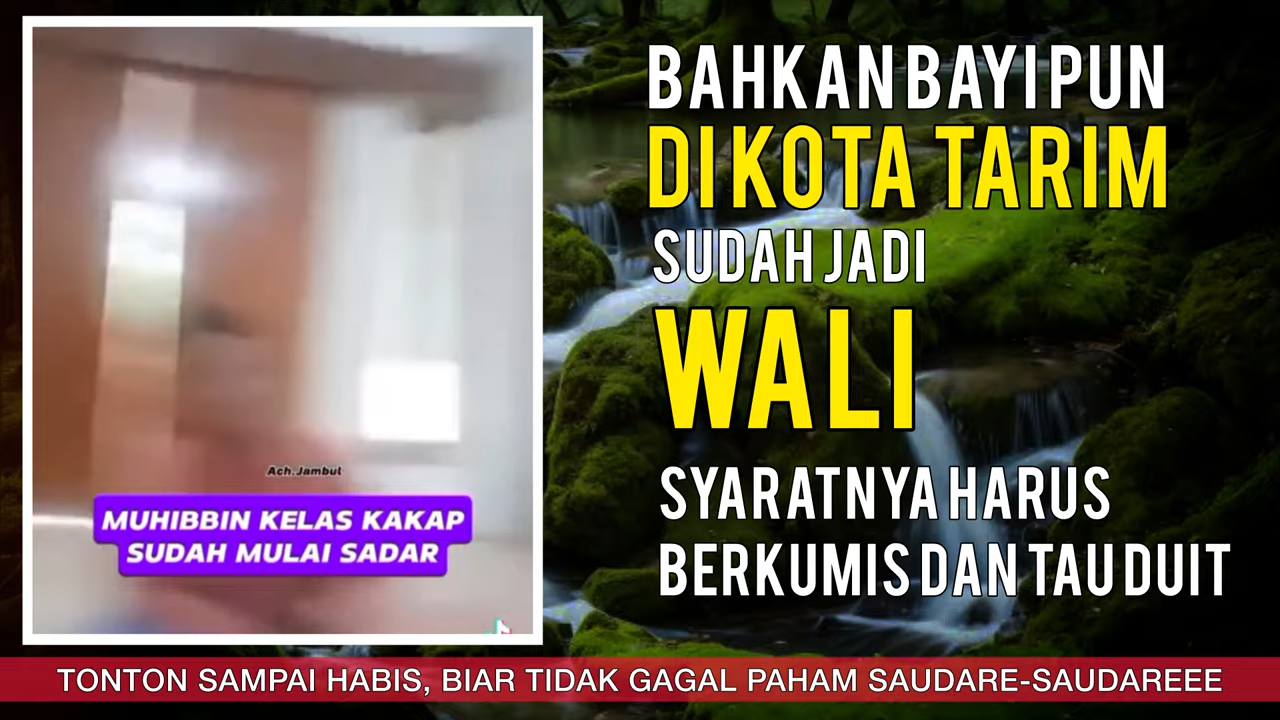 BAHKAN BAYI PUN
DI KOTA TARIM
SUDAH JADI
WALI
SYARATNYA HARUS
BERKUMIS DAN TAU DUIT
Ach.Jambul
MUHIBBIN KELAS KAKAP
SUDAH MULAI SADAR
TONTON SAMPAI HABIS, BIAR TIDAK GAGAL PAHAM SAUDARE-SAUDAREEE